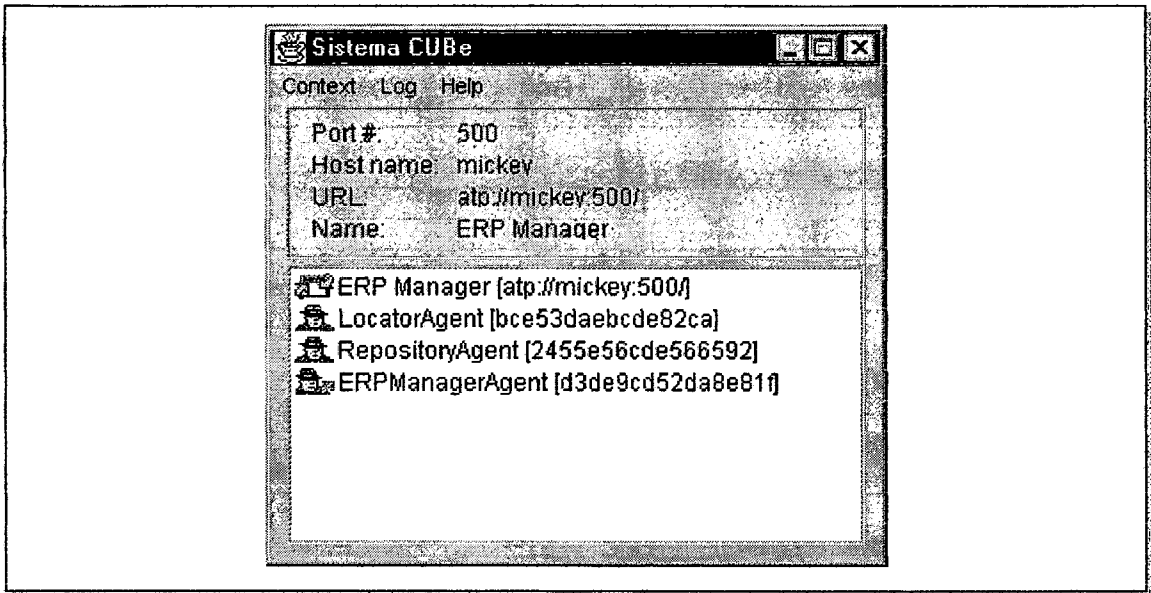 Sistema CUBe
Context Log Help
Port #: 500
Host name: mickey
URL: atp://mickey:500/
Name: ERP Manager
ERP Manager [atp://mickey:500/]
LocatorAgent [bce53daebcde82ca]
RepositoryAgent [2455e56cde566592]
ERPManagerAgent [d3de9cd52da8e81f]